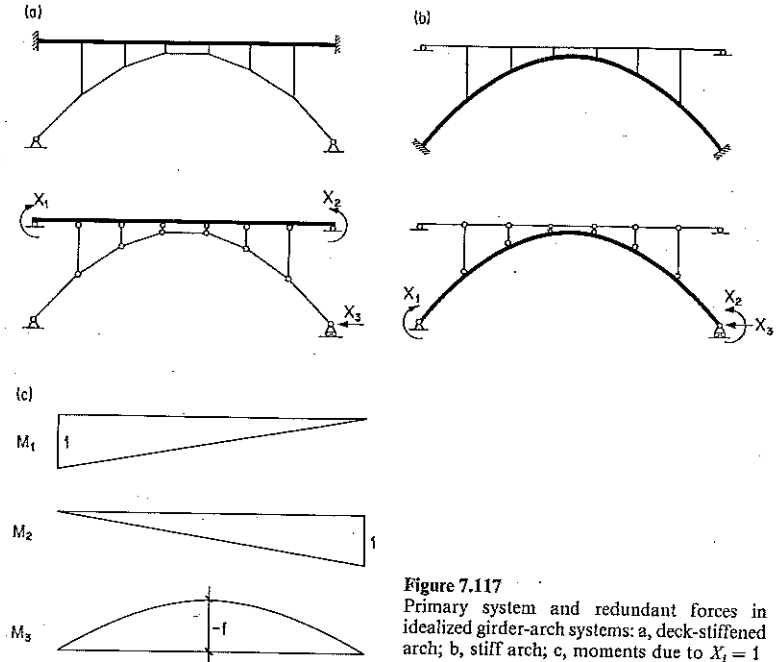 (a)
(b)
X₁
X₂
X₃
X₁
X₂
X₃
(c)
M₁
1
M₂
1
M₃
-f
Figure 7.117
Primary system and redundant forces in
idealized girder-arch systems: a, deck-stiffened
arch; b, stiff arch; c, moments due to Xᵢ = 1